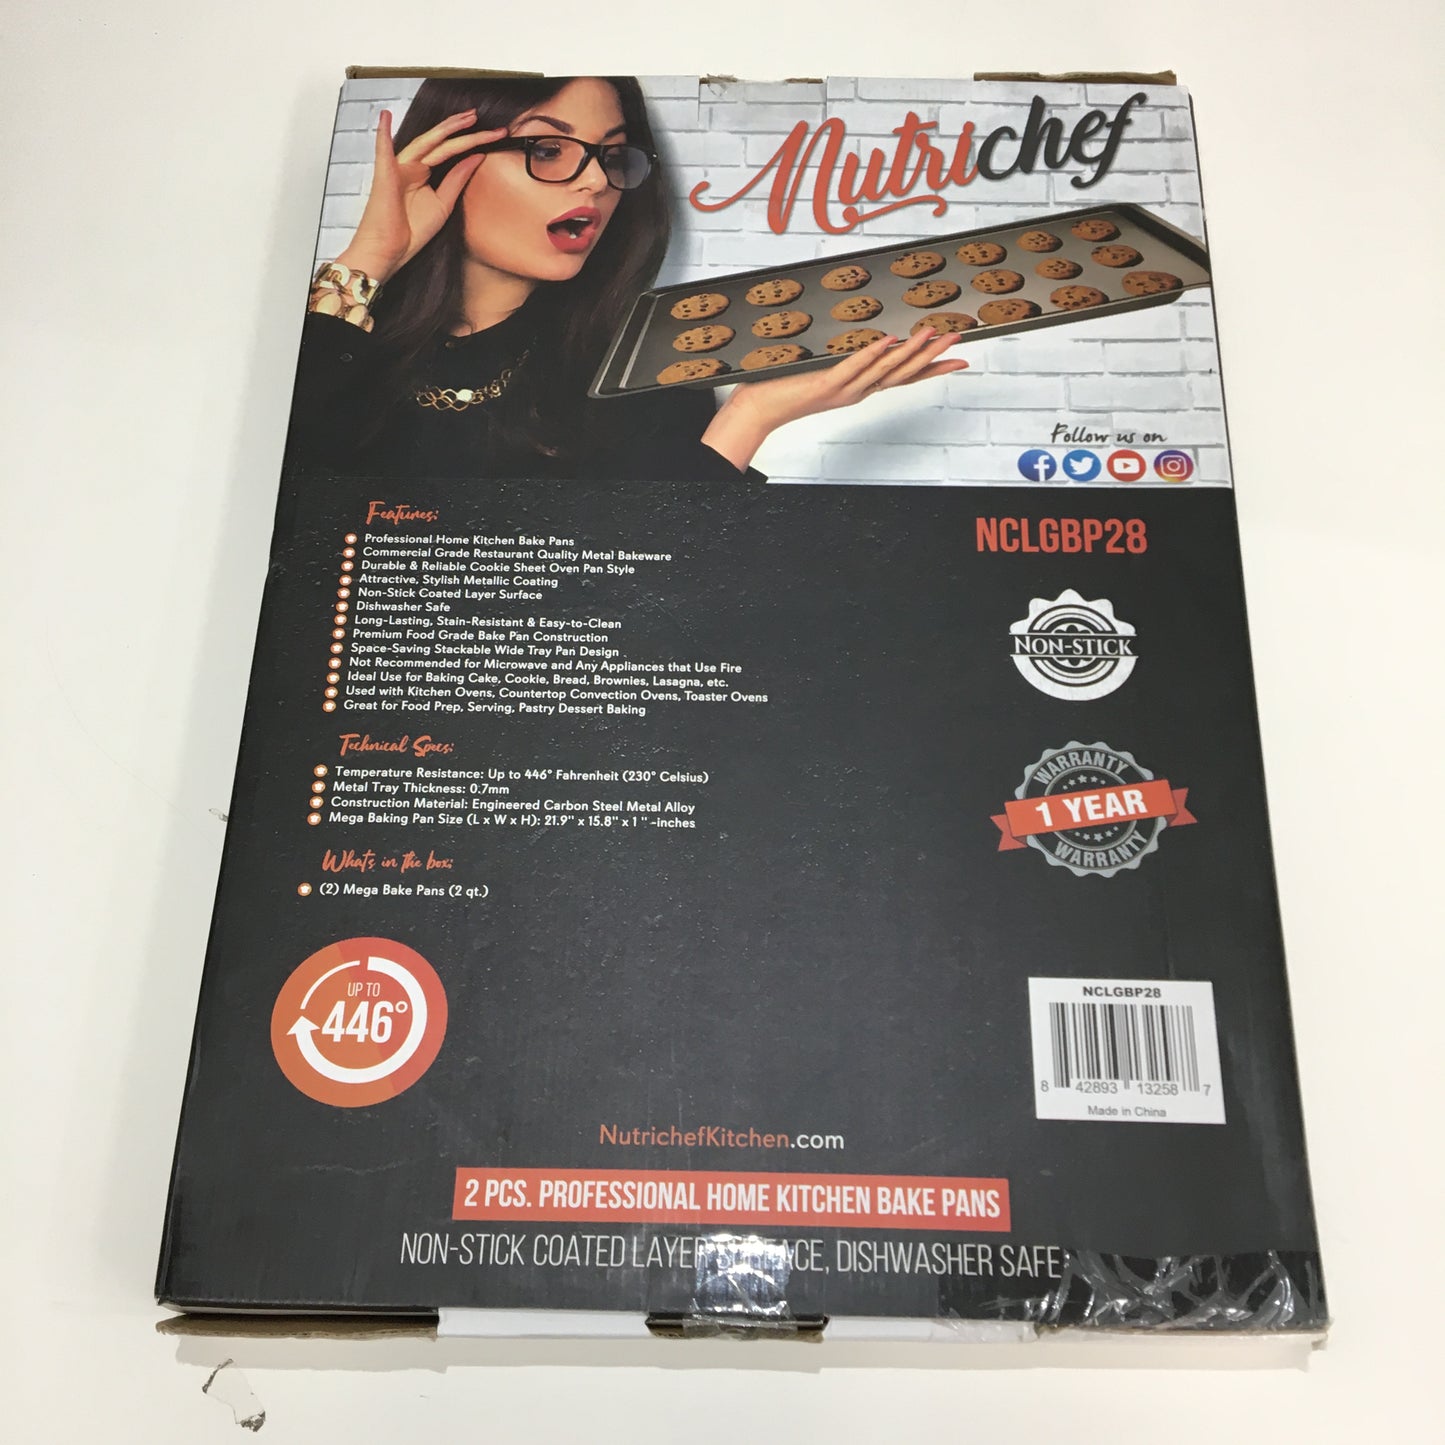 Nutrichef
Follow us on
Features:
Professional Home Kitchen Bake Pans
Commercial Grade Restaurant Quality Metal Bakeware
Durable & Reliable Cookie Sheet Oven Pan Style
Attractive, Stylish Metallic Coating
Non-Stick Coated Layer Surface
Dishwasher Safe
Long-Lasting, Stain-Resistant & Easy-to-Clean
Premium Food Grade Bake Pan Construction
Space-Saving Stackable Wide Tray Pan Design
Not Recommended for Microwave and Any Appliances that Use Fire
Ideal Use for Baking Cake, Cookie, Bread, Brownies, Lasagna, etc.
Used with Kitchen Ovens, Countertop Convection Ovens, Toaster Ovens
Great for Food Prep, Serving, Pastry Dessert Baking
Technical Specs:
Temperature Resistance: Up to 446° Fahrenheit (230° Celsius)
Metal Tray Thickness: 0.7mm
Construction Material: Engineered Carbon Steel Metal Alloy
Mega Baking Pan Size (L x W x H): 21.9" x 15.8" x 1 " -inches
What's in the box:
(2) Mega Bake Pans (2 qt.)
UP TO
446°
NCLGBP28
NON-STICK
WARRANTY
1 YEAR
WARRANTY
NCLGBP28
8 42893 13258 7
Made in China
NutrichefKitchen.com
2 PCS. PROFESSIONAL HOME KITCHEN BAKE PANS
NON-STICK COATED LAYER SURFACE, DISHWASHER SAFE